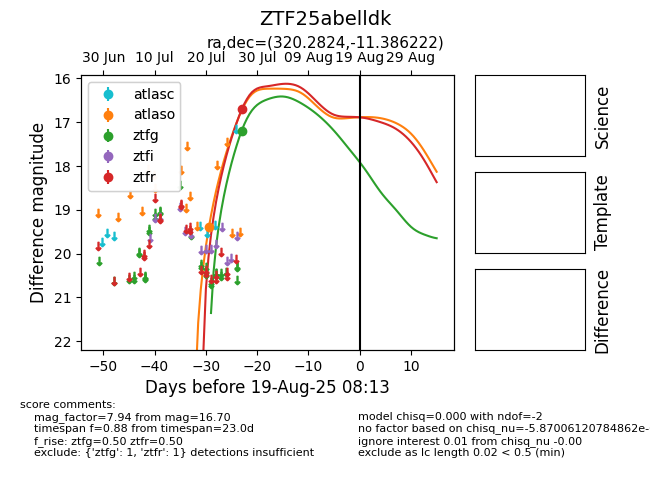 ZTF25abelldk
ra,dec=(320.2824,-11.386222)
30 Jun 10 Jul 20 Jul 30 Jul 09 Aug 19 Aug 29 Aug
16
17
18
19
20
21
22
Difference magnitude
atlasc
atlaso
ztfg
ztfi
ztfr
−50 −40 −30 −20 −10 0 10
Days before 19-Aug-25 08:13
Science
Template
Difference
score comments:
mag_factor=7.94 from mag=16.70
timespan f=0.88 from timespan=23.0d
f_rise: ztfg=0.50 ztfr=0.50
exclude: {'ztfg': 1, 'ztfr': 1} detections insufficient
model chisq=0.000 with ndof=-2
no factor based on chisq_nu=-5.87006120784862e-
ignore interest 0.01 from chisq_nu -0.00
exclude as lc length 0.02 < 0.5 (min)